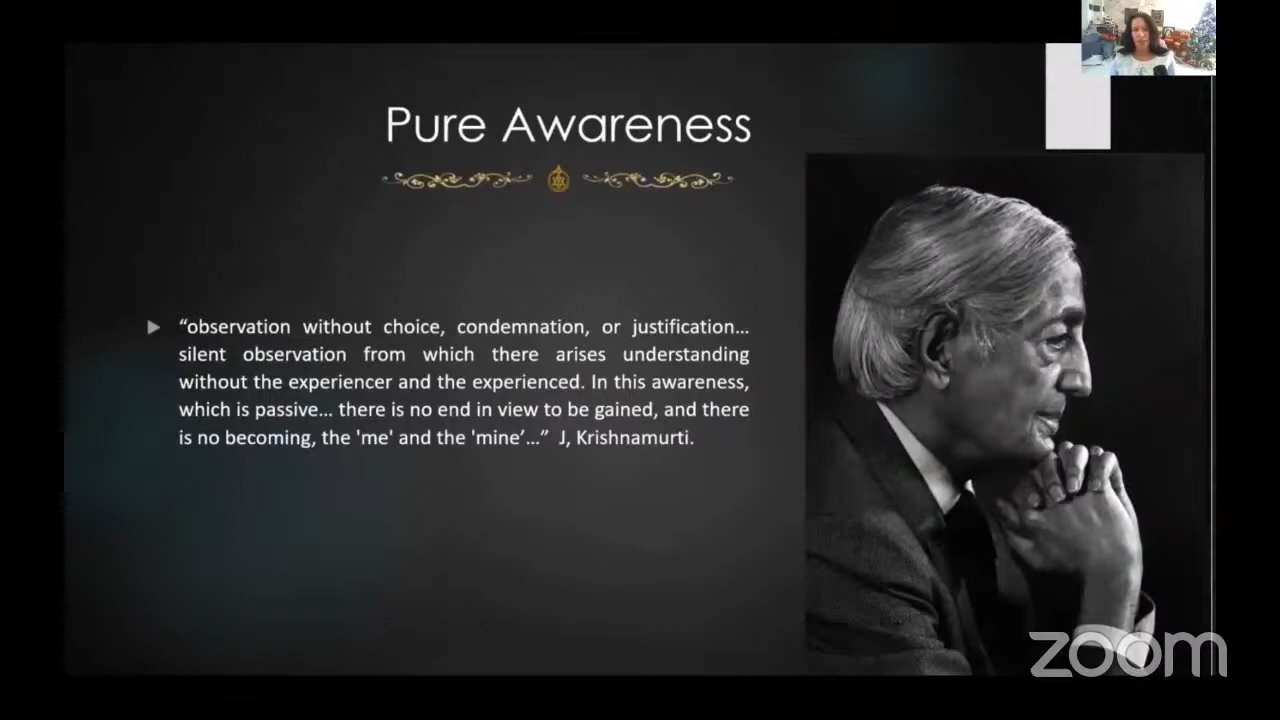 Pure Awareness
“observation without choice, condemnation, or justification...
silent observation from which there arises understanding
without the experiencer and the experienced. In this awareness,
which is passive... there is no end in view to be gained, and there
is no becoming, the 'me' and the 'mine’...” J, Krishnamurti.
zoom